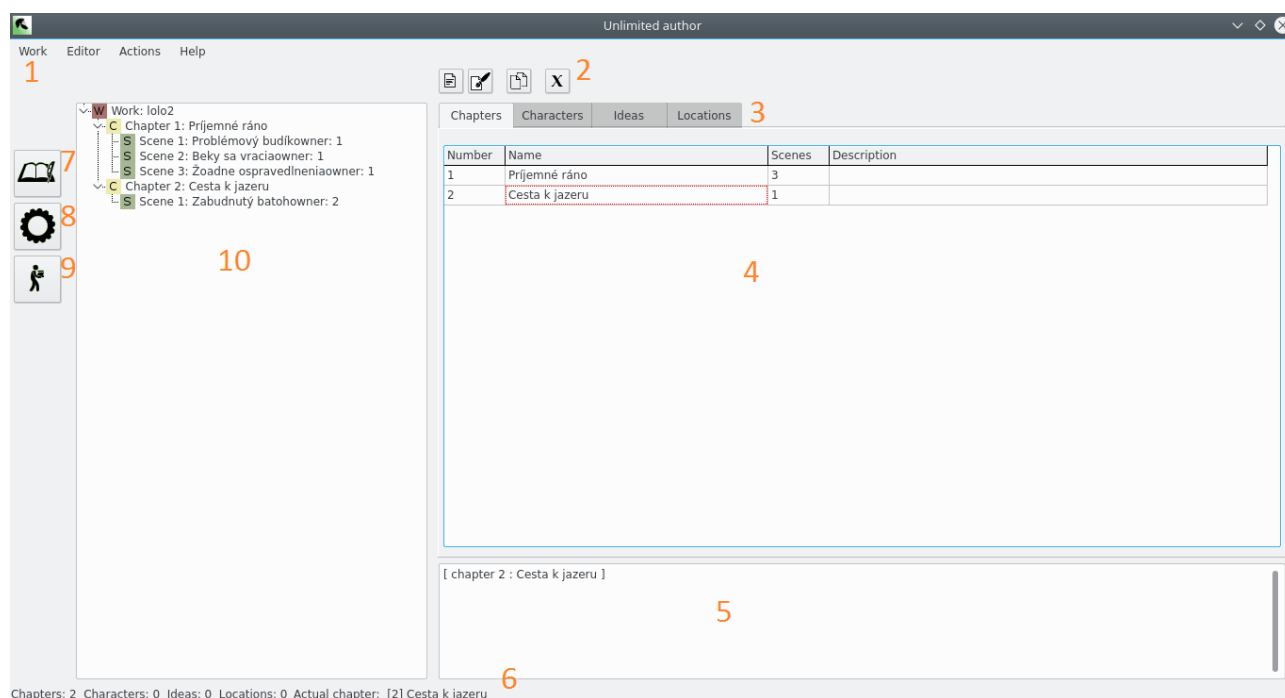 Unlimited author
Work Editor Actions Help
1
2
X
Chapters Characters Ideas Locations 3
W Work: lolo2
C Chapter 1: Príjemné ráno
S Scene 1: Problémový budíkowner: 1
S Scene 2: Beky sa vraciaowner: 1
S Scene 3: Žoadne ospravedlneniaowner: 1
C Chapter 2: Cesta k jazeru
S Scene 1: Zabudnutý batohowner: 2
7
8
9
10
Number Name Scenes Description
1 Príjemné ráno 3
2 Cesta k jazeru 1
4
[ chapter 2 : Cesta k jazeru ]
5
6
Chapters: 2 Characters: 0 Ideas: 0 Locations: 0 Actual chapter: [2] Cesta k jazeru